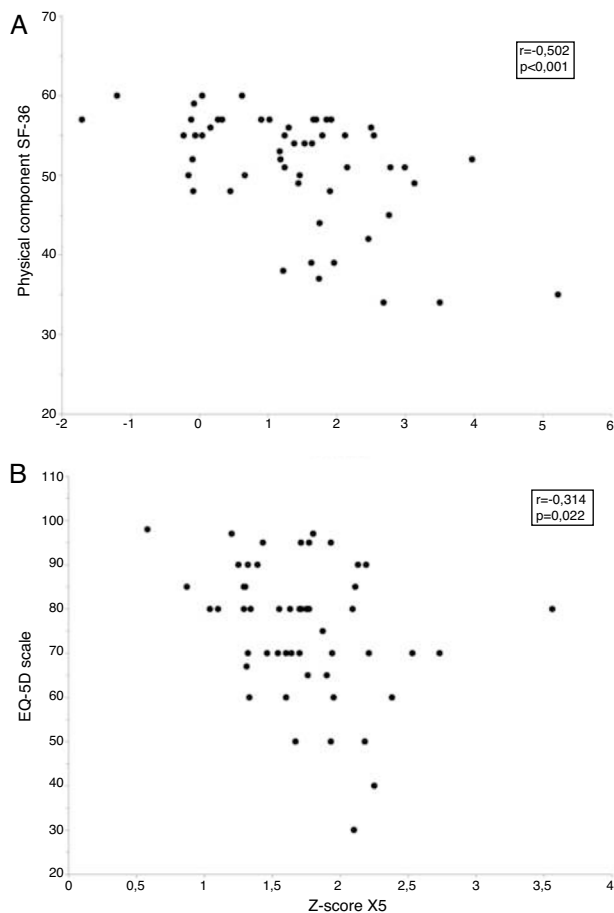 A
r=-0,502
p<0,001
Physical component SF-36
70
60
50
40
30
20
-2 -1 0 1 2 3 4 5 6
B
r=-0,314
p=0,022
EQ-5D scale
110
100
90
80
70
60
50
40
30
20
0 0,5 1 1,5 2 2,5 3 3,5 4
Z-score X5